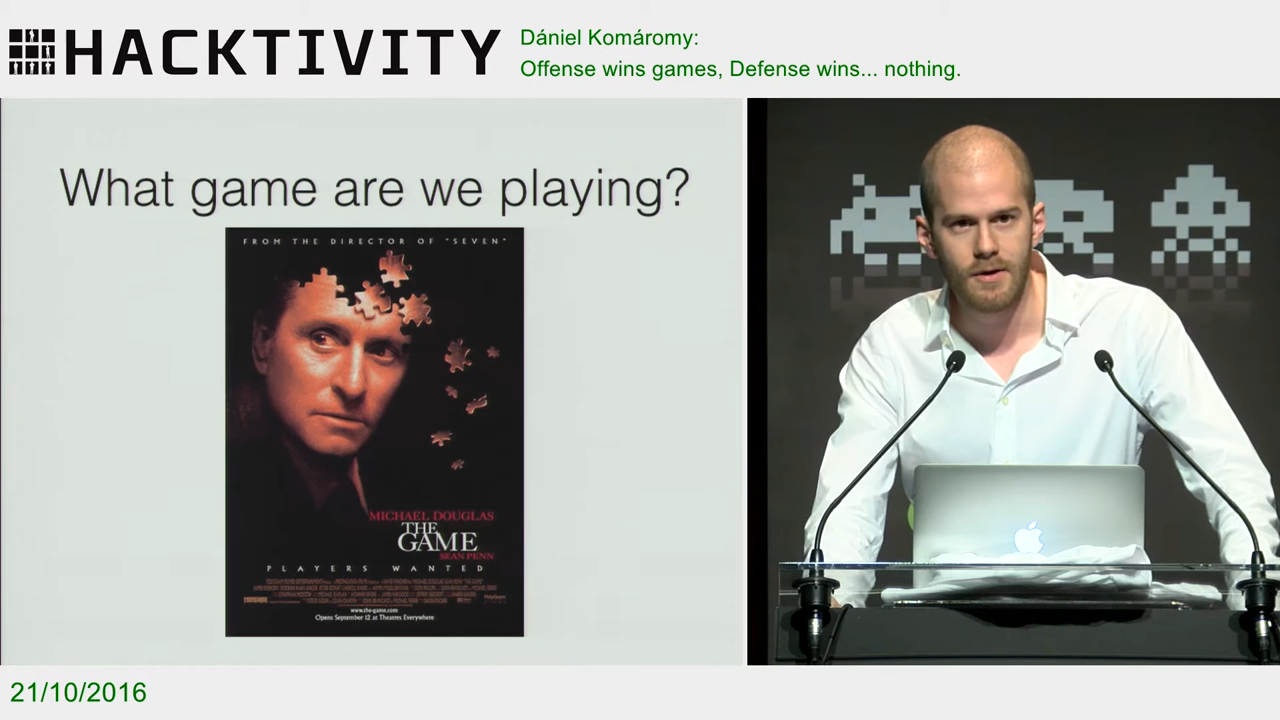 HACKTIVITY
Dániel Komáromy:
Offense wins games, Defense wins... nothing.
What game are we playing?
FROM THE DIRECTOR OF "SEVEN"
MICHAEL DOUGLAS
THE
GAME
SEAN PENN
PLAYERS WANTED
www.the-game.com
Opens September 12 at Theatres Everywhere
21/10/2016